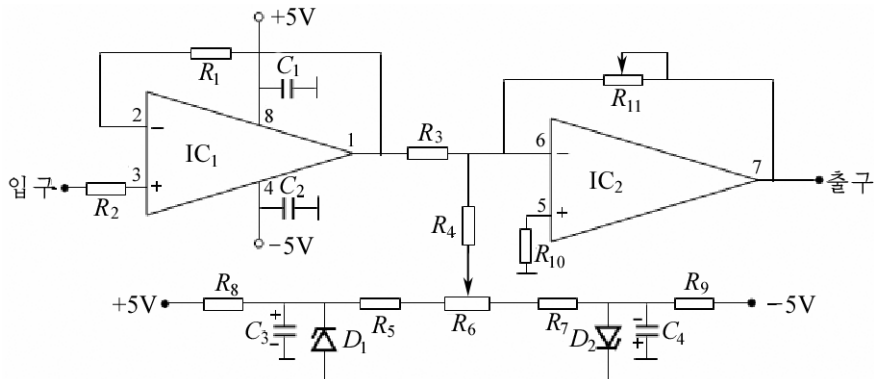 +5V
R1
C1
2
8
−
IC1
1
R3
R11
6
−
7
IC2
입구
3
+
R2
4
C2
−5V
R4
5
+
R10
출구
+5V
R8
R5
R6
R7
R9
−5V
+
C3
−
D1
D2
−
C4
+